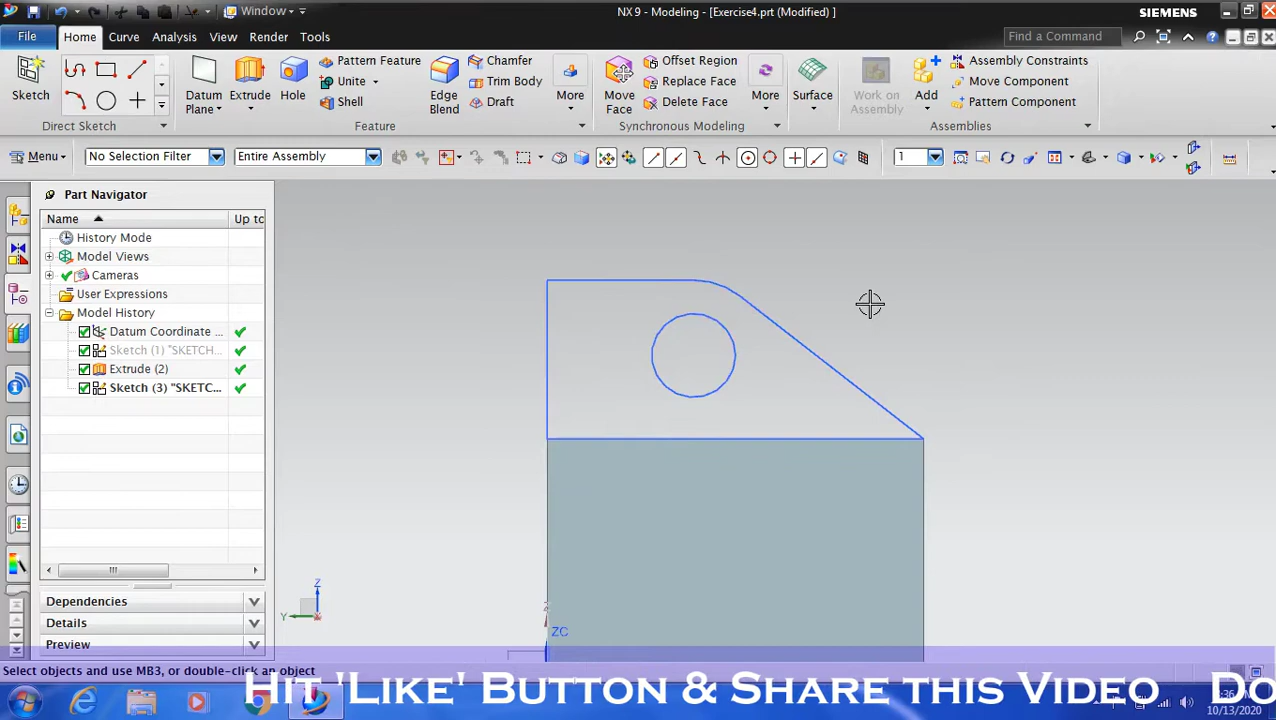 Window
NX 9 - Modeling - [Exercise4.prt (Modified) ]
SIEMENS
File
Home
Curve
Analysis
View
Render
Tools
Find a Command
Sketch
Direct Sketch
Datum Plane
Extrude
Hole
Pattern Feature
Unite
Shell
Edge Blend
Chamfer
Trim Body
Draft
More
Feature
Move Face
Offset Region
Replace Face
Delete Face
More
Synchronous Modeling
Surface
Work on Assembly
Add
Assembly Constraints
Move Component
Pattern Component
Assemblies
Menu
No Selection Filter
Entire Assembly
1
Part Navigator
Name
Up to
History Mode
Model Views
Cameras
User Expressions
Model History
Datum Coordinate ...
Sketch (1) "SKETCH...
Extrude (2)
Sketch (3) "SKETC...
Dependencies
Details
Preview
Z
Y
ZC
Select objects and use MB3, or double-click an object
Hit 'Like' Button & Share this Video
Do
10/13/2020